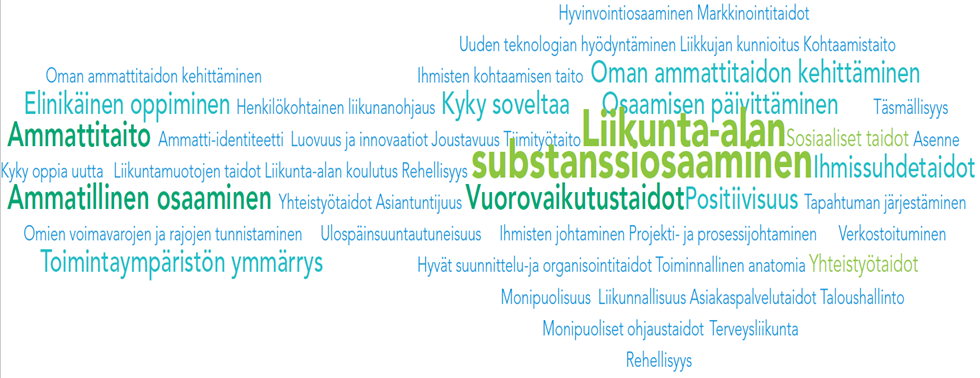 Hyvinvointiosaaminen Markkinointitaidot
Uuden teknologian hyödyntäminen Liikkujan kunnioitus Kohtaamistaito
Oman ammattitaidon kehittäminen Ihmisten kohtaamisen taito Oman ammattitaidon kehittäminen
Elinikäinen oppiminen Henkilökohtainen liikunanohjaus Kyky soveltaa Osaamisen päivittäminen Täsmällisyys
Ammattitaito Ammatti-identiteetti Luovuus ja innovaatiot Joustavuus Tiimityötaito Liikunta-alan Sosiaaliset taidot Asenne
Kyky oppia uutta Liikuntamuotojen taidot Liikunta-alan koulutus Rehellisyys substanssiosaaminen Ihmissuhdetaidot
Ammatillinen osaaminen Yhteistyötaidot Asiantuntijuus Vuorovaikutustaidot Positiivisuus Tapahtuman järjestäminen
Omien voimavarojen ja rajojen tunnistaminen Ulospäinsuuntautuneisuus Ihmisten johtaminen Projekti- ja prosessijohtaminen Verkostoituminen
Toimintaympäristön ymmärrys Hyvät suunnittelu-ja organisointitaidot Toiminnallinen anatomia Yhteistyötaidot
Monipuolisuus Liikunnallisuus Asiakaspalvelutaidot Taloushallinto
Monipuoliset ohjaustaidot Terveysliikunta
Rehellisyys